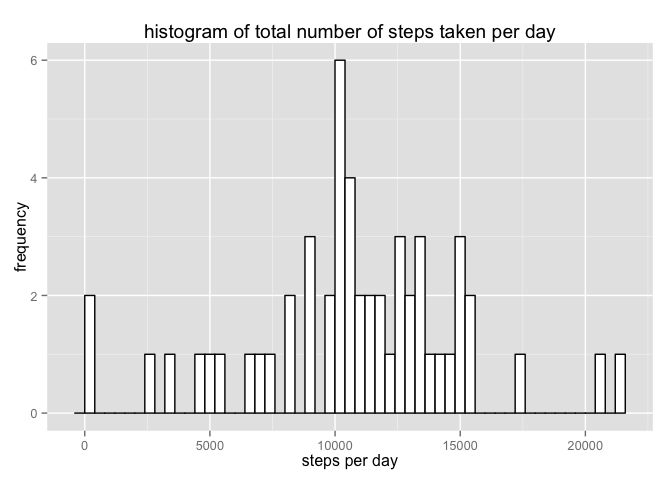 histogram of total number of steps taken per day
6
4
2
0
frequency
0 5000 10000 15000 20000
steps per day